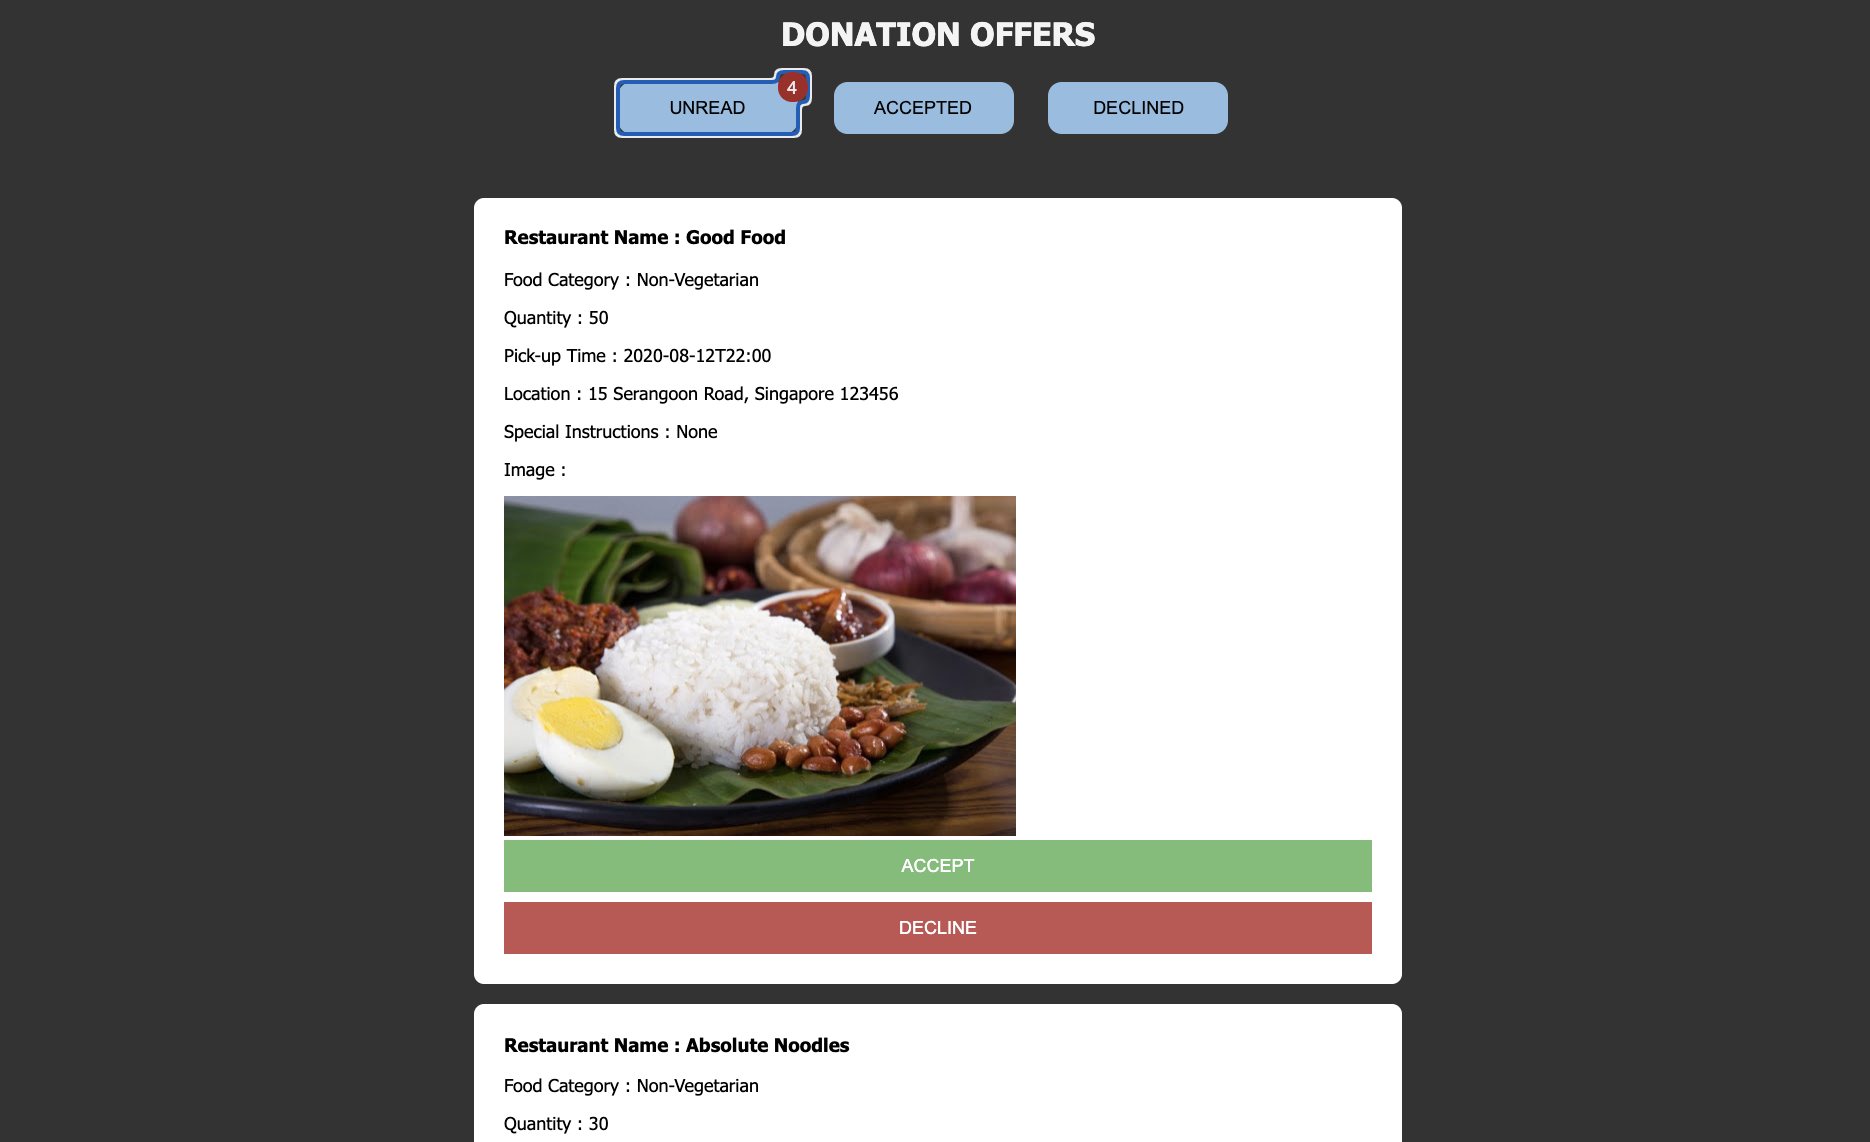 DONATION OFFERS
UNREAD 4 ACCEPTED DECLINED
Restaurant Name : Good Food
Food Category : Non-Vegetarian
Quantity : 50
Pick-up Time : 2020-08-12T22:00
Location : 15 Serangoon Road, Singapore 123456
Special Instructions : None
Image :
ACCEPT
DECLINE
Restaurant Name : Absolute Noodles
Food Category : Non-Vegetarian
Quantity : 30